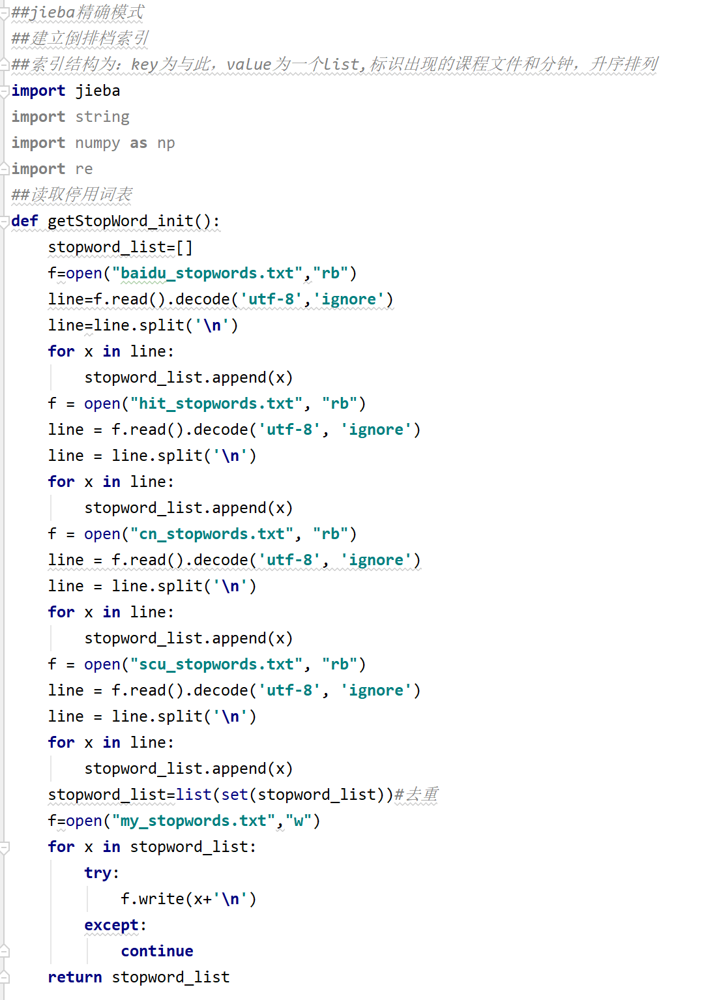 ##jieba精确模式
##建立倒排档索引
##索引结构为：key为与此，value为一个list,标识出现的课程文件和分钟，升序排列
import jieba
import string
import numpy as np
import re
##读取停用词表
def getStopWord_init():
    stopword_list=[]
    f=open("baidu_stopwords.txt","rb")
    line=f.read().decode('utf-8','ignore')
    line=line.split('\n')
    for x in line:
        stopword_list.append(x)
    f = open("hit_stopwords.txt", "rb")
    line = f.read().decode('utf-8', 'ignore')
    line = line.split('\n')
    for x in line:
        stopword_list.append(x)
    f = open("cn_stopwords.txt", "rb")
    line = f.read().decode('utf-8', 'ignore')
    line = line.split('\n')
    for x in line:
        stopword_list.append(x)
    f = open("scu_stopwords.txt", "rb")
    line = f.read().decode('utf-8', 'ignore')
    line = line.split('\n')
    for x in line:
        stopword_list.append(x)
    stopword_list=list(set(stopword_list))#去重
    f=open("my_stopwords.txt","w")
    for x in stopword_list:
        try:
            f.write(x+'\n')
        except:
            continue
    return stopword_list